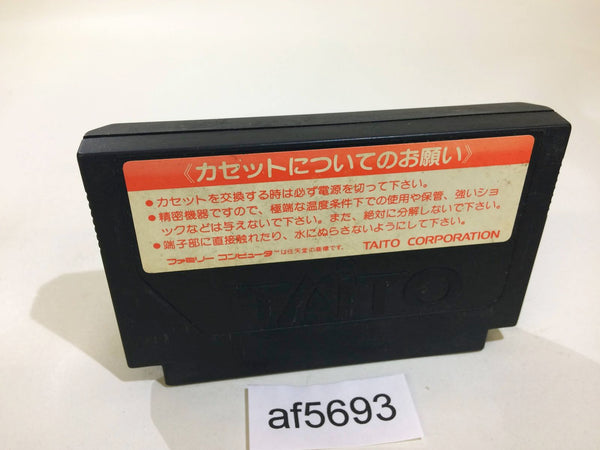 《カセットについてのお願い》
●カセットを交換する時は必ず電源を切って下さい。
●精密機器ですので、極端な温度条件下での使用や保管、強いショ
ックなどは与えないで下さい。また、絶対に分解しないで下さい。
●端子部に直接触れたり、水にぬらさないようにして下さい。
ファミリー コンピュータ™は任天堂の商標です。 TAITO CORPORATION
TAITO
af5693